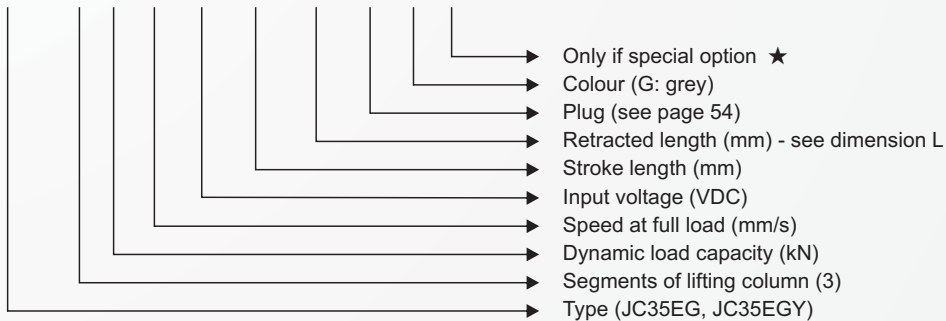 Only if special option ★
Colour (G: grey)
Plug (see page 54)
Retracted length (mm) - see dimension L
Stroke length (mm)
Input voltage (VDC)
Speed at full load (mm/s)
Dynamic load capacity (kN)
Segments of lifting column (3)
Type (JC35EG, JC35EGY)